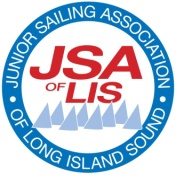 JUNIOR SAILING ASSOCIATION
JSA
OF LIS
• OF LONG ISLAND SOUND •